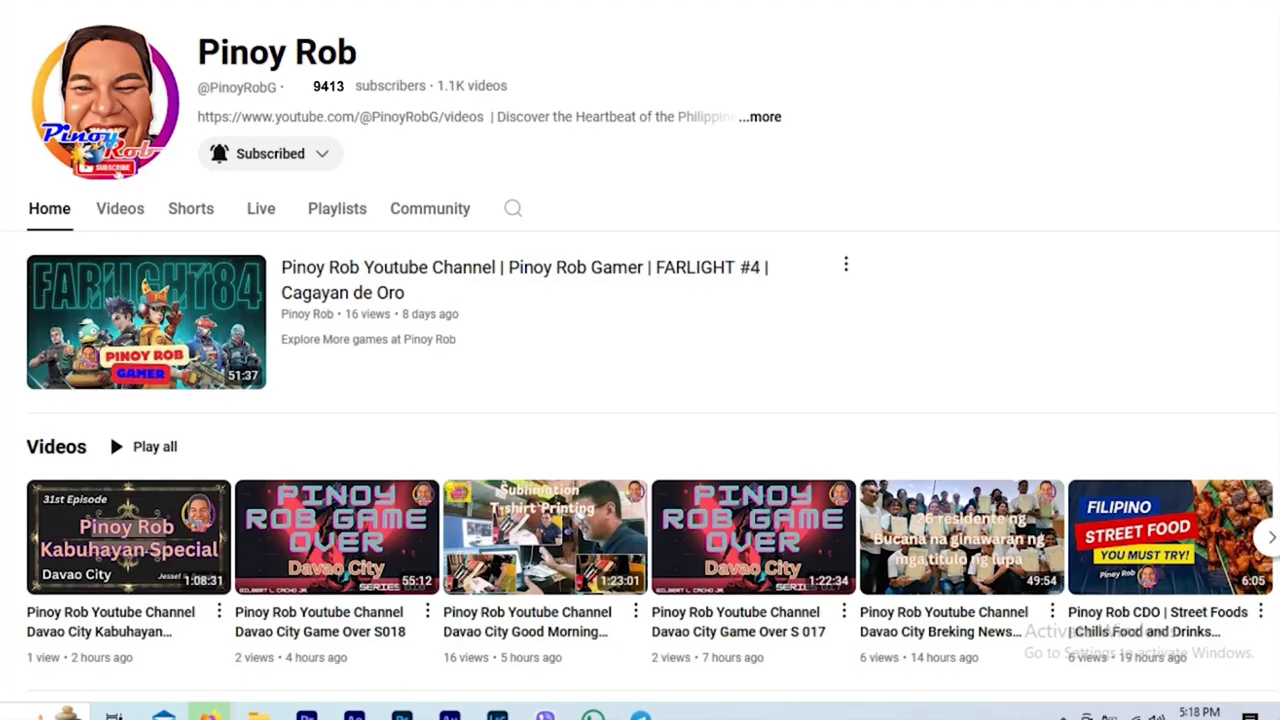 Pinoy Rob
@PinoyRobG · 9413 subscribers · 1.1K videos
https://www.youtube.com/@PinoyRobG/videos | Discover the Heartbeat of the Philippin ...more
Pinoy
Rob
SUBSCRIBE
Subscribed
Home Videos Shorts Live Playlists Community
FARLIGHT84
PINOY ROB
GAMER
51:37
Pinoy Rob Youtube Channel | Pinoy Rob Gamer | FARLIGHT #4 |
Cagayan de Oro
Pinoy Rob • 16 views • 8 days ago
Explore More games at Pinoy Rob
Videos Play all
31st Episode
Pinoy Rob
Kabuhayan Special
Davao City
1:08:31
PINOY
ROB GAME
OVER
Davao City
55:12
Sublimation
T-shirt Printing
1:23:01
PINOY
ROB GAME
OVER
Davao City
1:22:34
26 residente ng
Bucana na ginawaran ng
mga titulo ng lupa
49:54
FILIPINO
STREET FOOD
YOU MUST TRY!
Pinoy Rob
6:05
Pinoy Rob Youtube Channel
Davao City Kabuhayan...
1 view • 2 hours ago
Pinoy Rob Youtube Channel
Davao City Game Over S018
2 views • 4 hours ago
Pinoy Rob Youtube Channel
Davao City Good Morning...
16 views • 5 hours ago
Pinoy Rob Youtube Channel
Davao City Game Over S 017
2 views • 7 hours ago
Pinoy Rob Youtube Channel
Davao City Breking News...
6 views • 14 hours ago
Pinoy Rob CDO | Street Foods
| Chills Food and Drinks...
6 views • 19 hours ago
Activate Windows
Go to Settings to activate Windows.
5:18 PM